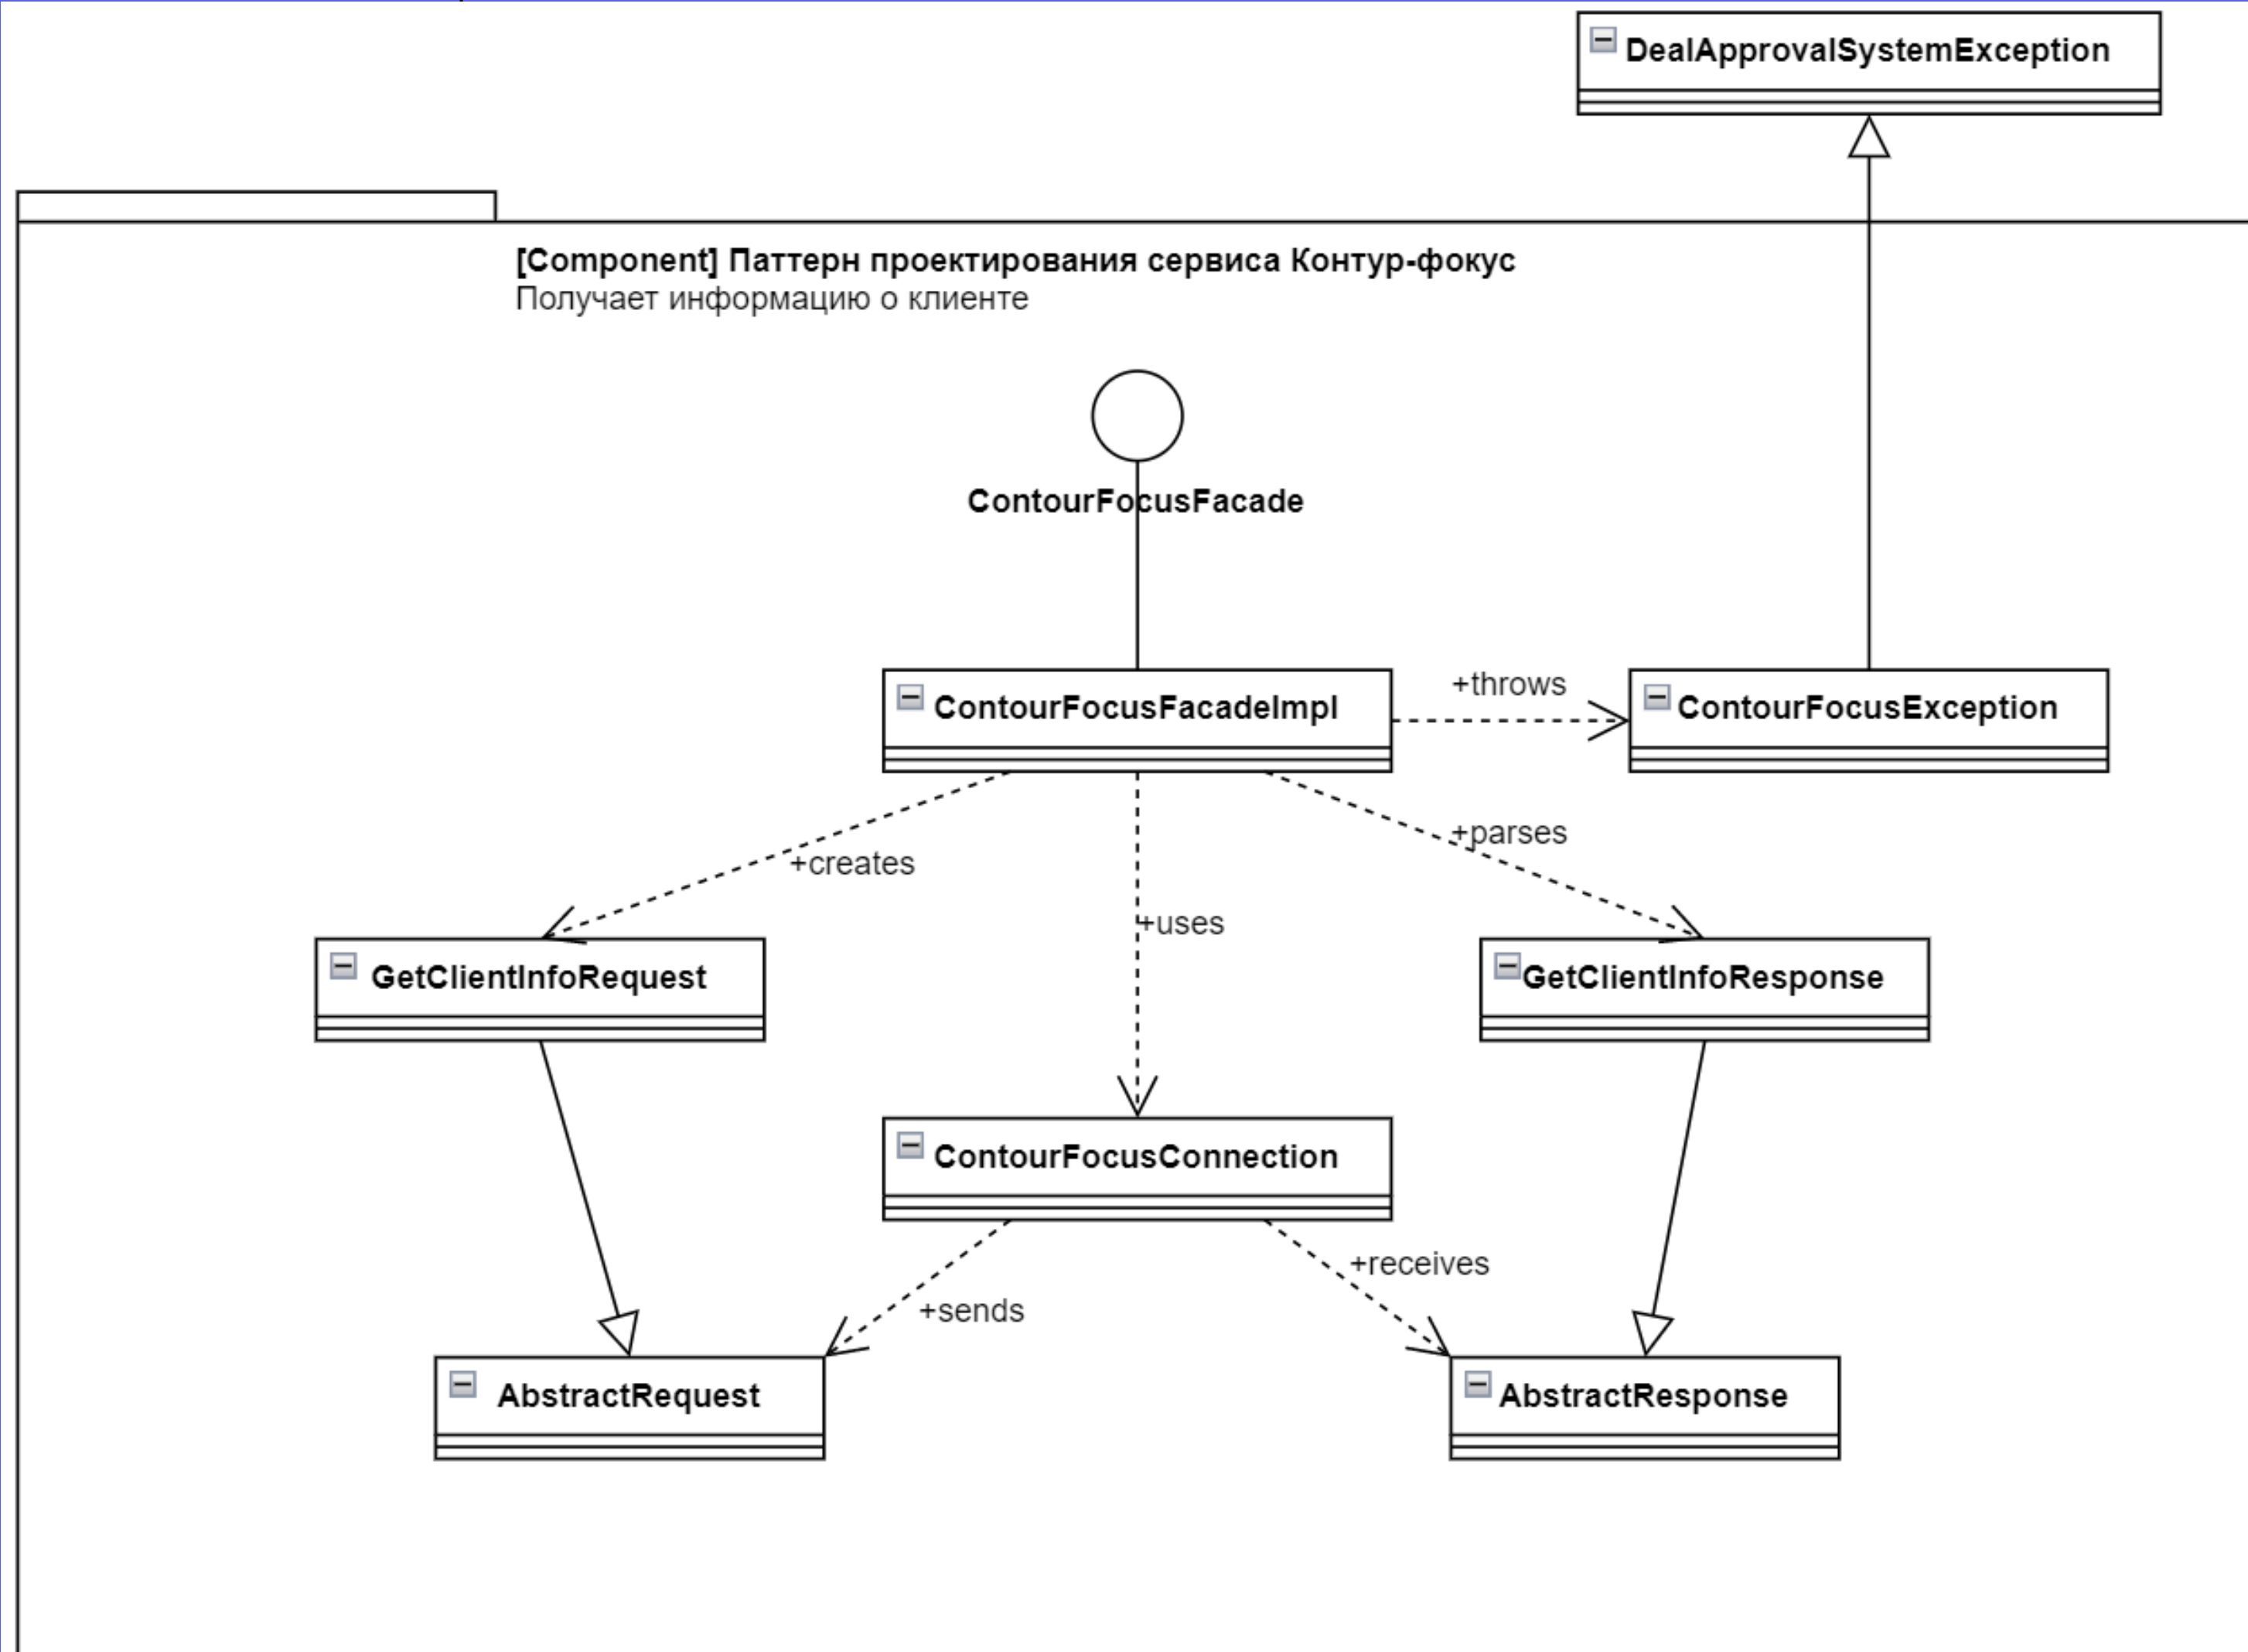 DealApprovalSystemException
[Component] Паттерн проектирования сервиса Контур-фокус
Получает информацию о клиенте
ContourFocusFacade
ContourFocusFacadeImpl
+throws
ContourFocusException
+creates
+uses
+parses
GetClientInfoRequest
GetClientInfoResponse
ContourFocusConnection
+sends
+receives
AbstractRequest
AbstractResponse